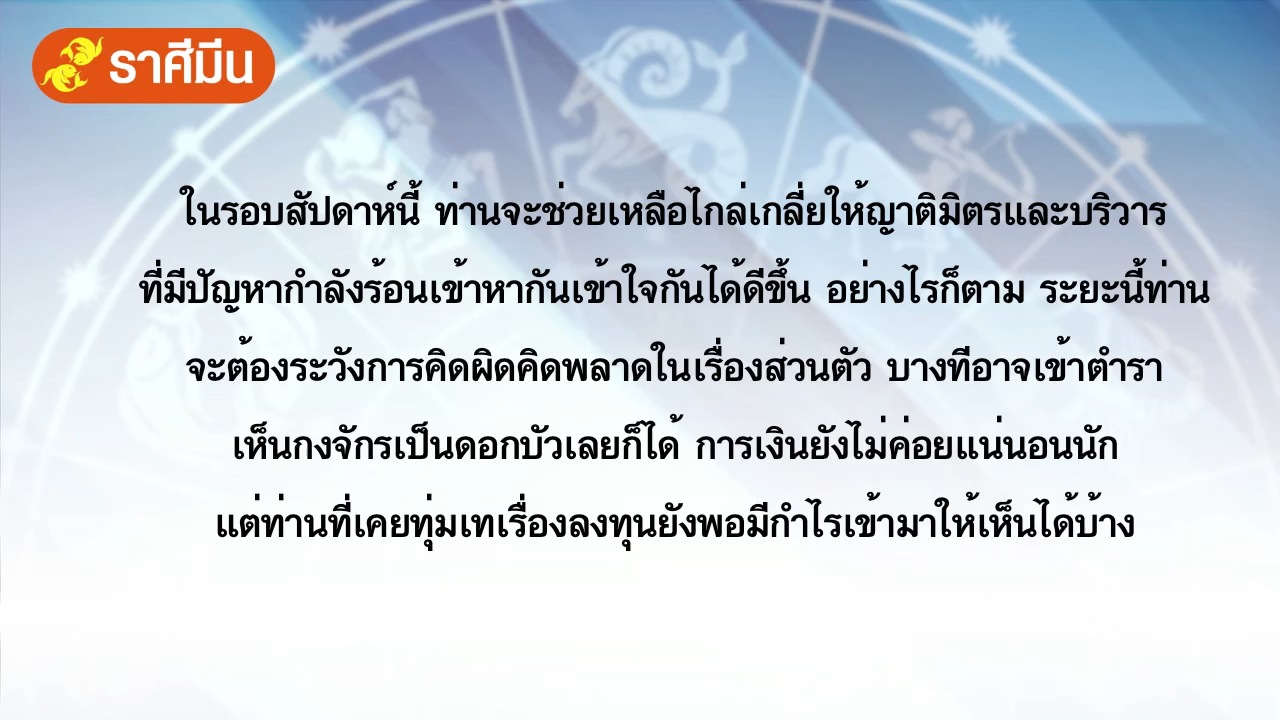 ราศีมีน
ในรอบสัปดาห์นี้ ท่านจะช่วยเหลือไกล่เกลี่ยให้ญาติมิตรและบริวาร
ที่มีปัญหากำลังร้อนเข้าหากันเข้าใจกันได้ดีขึ้น อย่างไรก็ตาม ระยะนี้ท่าน
จะต้องระวังการคิดผิดคิดพลาดในเรื่องส่วนตัว บางทีอาจเข้าตำรา
เห็นกงจักรเป็นดอกบัวเลยก็ได้ การเงินยังไม่ค่อยแน่นอนนัก
แต่ท่านที่เคยทุ่มเทเรื่องลงทุนยังพอมีกำไรเข้ามาให้เห็นได้บ้าง